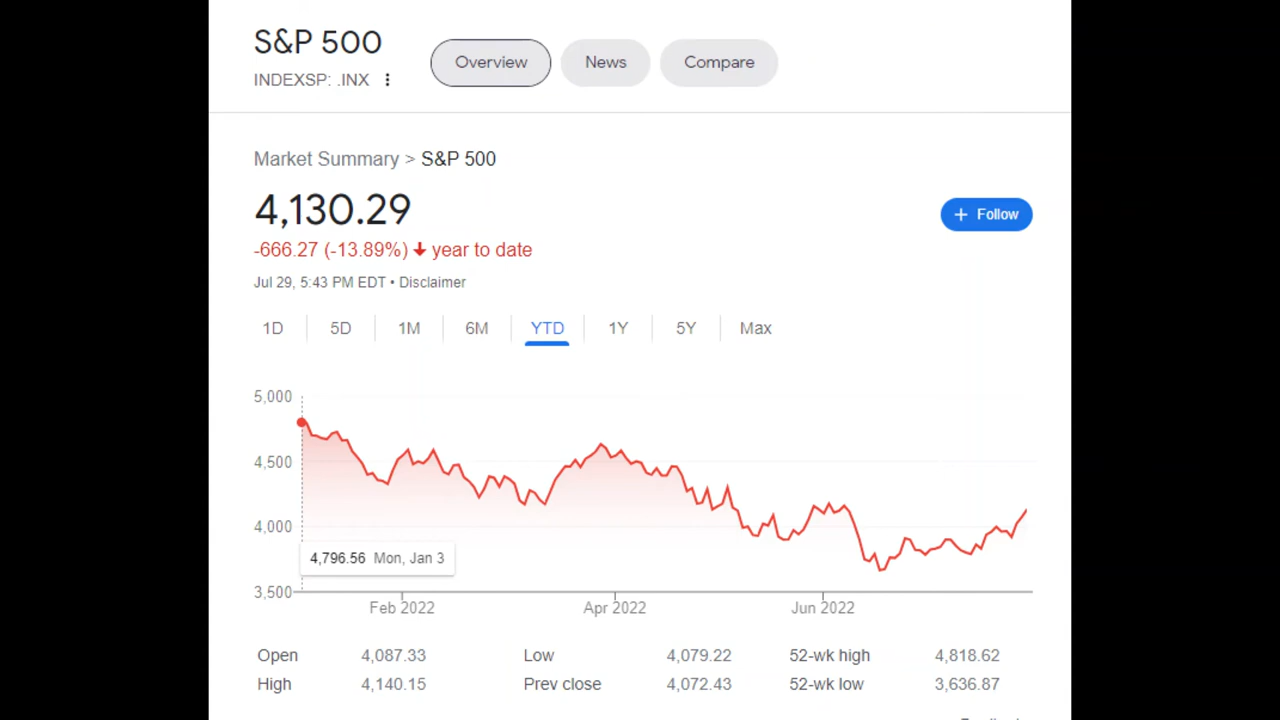 S&P 500
INDEXSP: .INX
Overview News Compare
Market Summary > S&P 500
4,130.29
+ Follow
-666.27 (-13.89%) ↓ year to date
Jul 29, 5:43 PM EDT • Disclaimer
1D 5D 1M 6M YTD 1Y 5Y Max
5,000
4,500
4,000
4,796.56 Mon, Jan 3
3,500
Feb 2022 Apr 2022 Jun 2022
Open 4,087.33 Low 4,079.22 52-wk high 4,818.62
High 4,140.15 Prev close 4,072.43 52-wk low 3,636.87